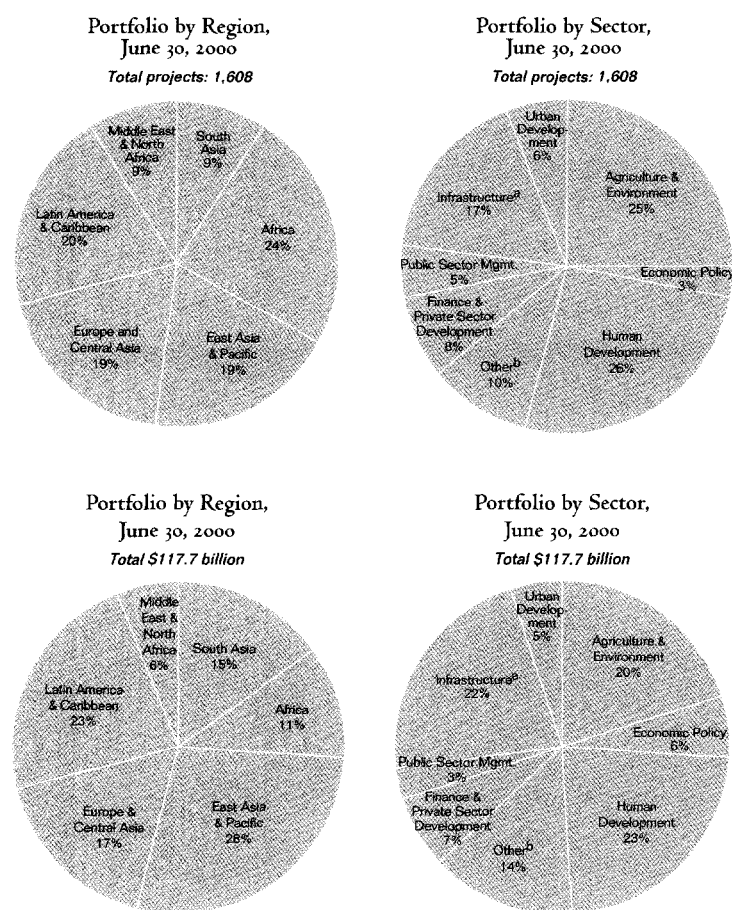 Portfolio by Region,
June 30, 2000
Total projects: 1,608
Middle East
& North
Africa
9%
South
Asia
9%
Latin America
& Caribbean
20%
Africa
24%
Europe and
Central Asia
19%
East Asia
& Pacific
19%
Portfolio by Sector,
June 30, 2000
Total projects: 1,608
Urban
Develop-
ment
6%
Agriculture &
Environment
25%
Infrastructureᵃ
17%
Public Sector Mgmt.
5%
Economic Policy
3%
Finance &
Private Sector
Development
8%
Human
Development
26%
Otherᵇ
10%
Portfolio by Region,
June 30, 2000
Total $117.7 billion
Middle
East &
North
Africa
6%
South Asia
15%
Latin America
& Caribbean
23%
Africa
11%
Europe &
Central Asia
17%
East Asia
& Pacific
28%
Portfolio by Sector,
June 30, 2000
Total $117.7 billion
Urban
Develop-
ment
5%
Agriculture &
Environment
20%
Infrastructureᵃ
22%
Economic Policy
6%
Public Sector Mgmt.
3%
Finance &
Private Sector
Development
7%
Human
Development
23%
Otherᵇ
14%